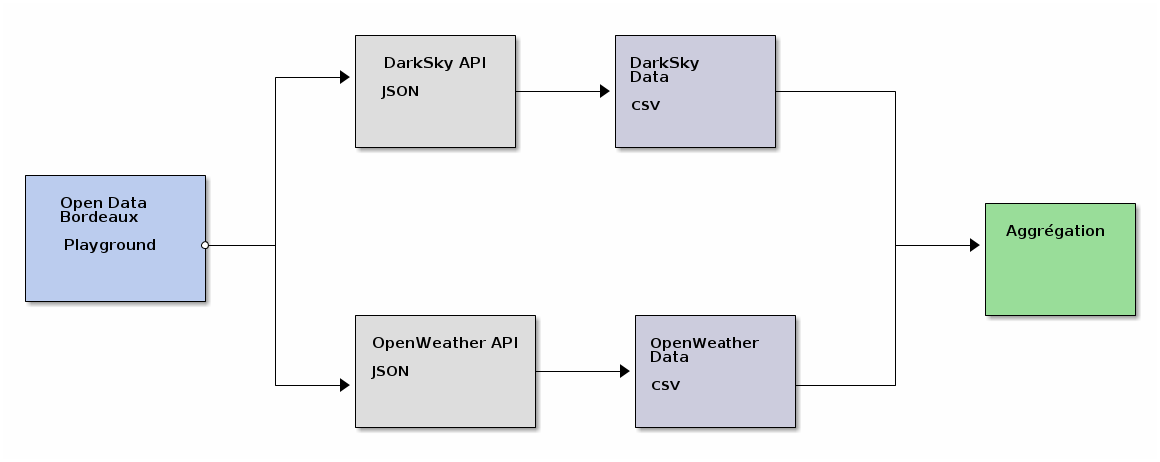 Open Data
Bordeaux
Playground
DarkSky API
JSON
DarkSky
Data
CSV
OpenWeather API
JSON
OpenWeather
Data
CSV
Aggrégation